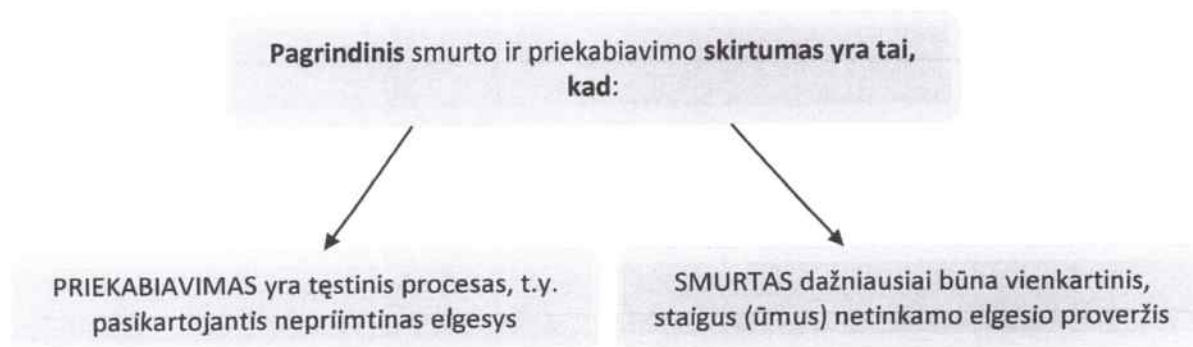 Pagrindinis smurto ir priekabiavimo skirtumas yra tai,
kad:
PRIEKABIAVIMAS yra tęstinis procesas, t.y.
pasikartojantis nepriimtinas elgesys
SMURTAS dažniausiai būna vienkartinis,
staigus (ūmus) netinkamo elgesio proveržis